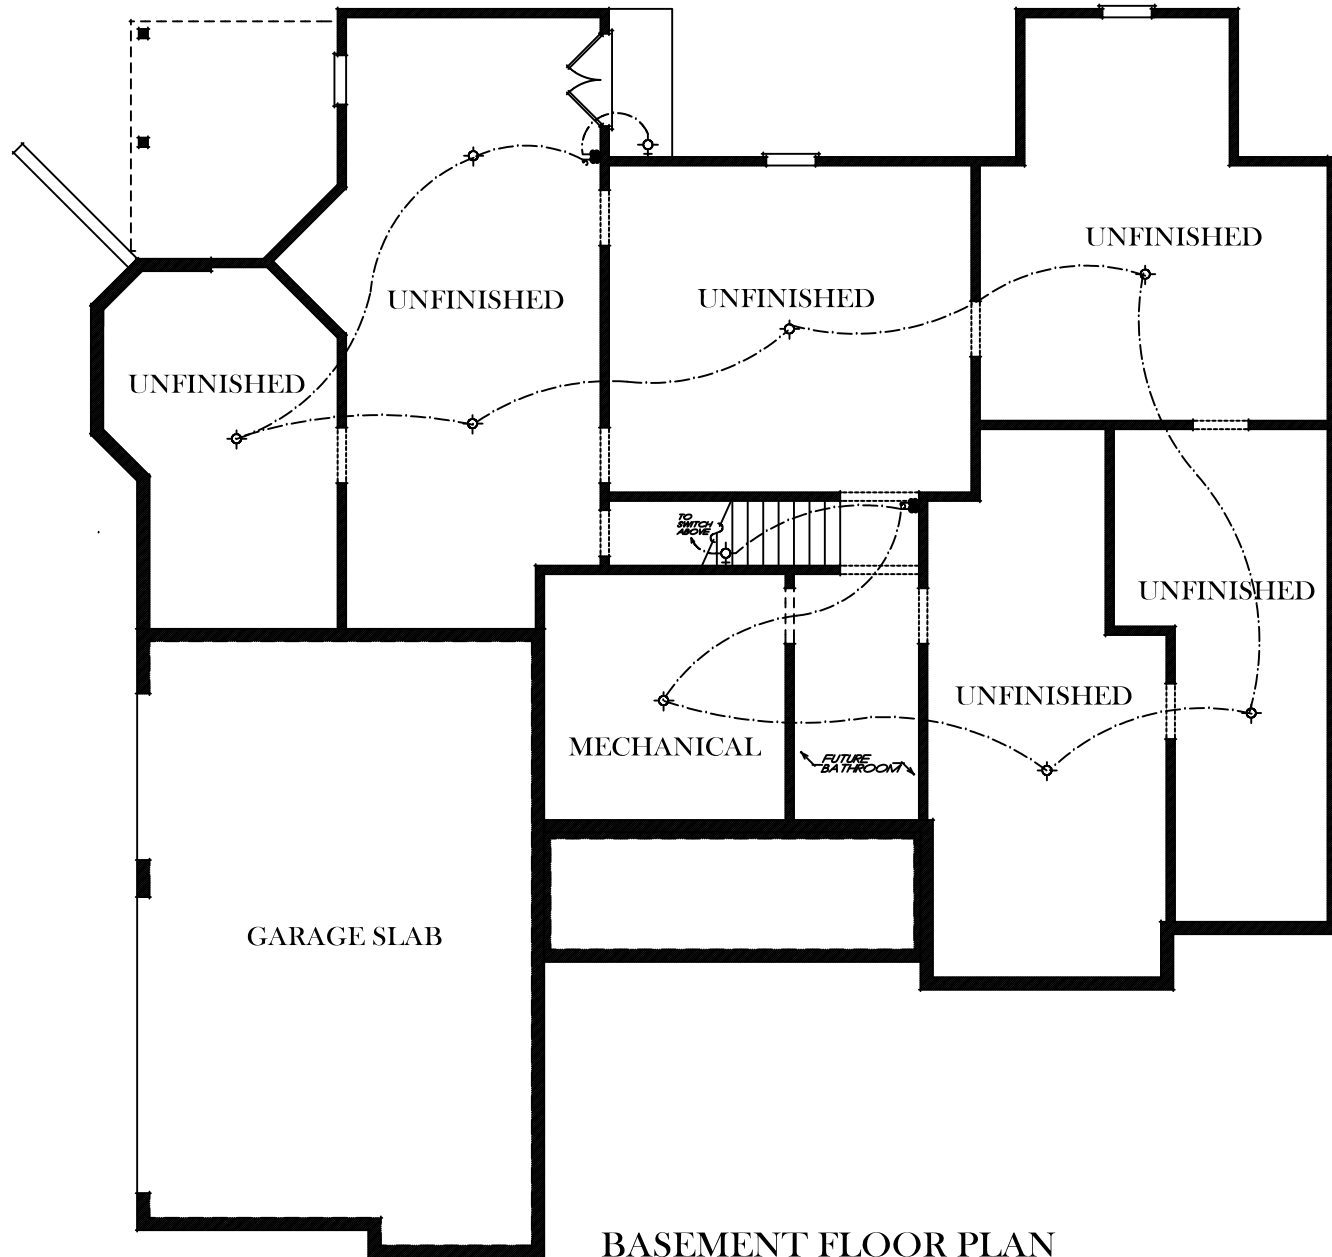 UNFINISHED
UNFINISHED
UNFINISHED
UNFINISHED
TO
SWITCH
ABOVE
UNFINISHED
UNFINISHED
MECHANICAL
FUTURE
BATHROOM
GARAGE SLAB
BASEMENT FLOOR PLAN